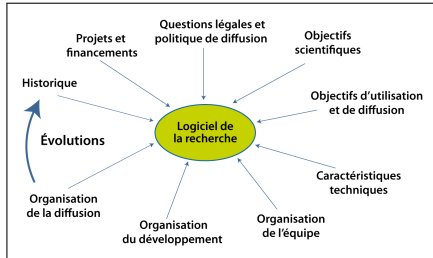 Questions légales et
politique de diffusion
Projets et
financements
Objectifs
scientifiques
Historique
Objectifs d’utilisation
et de diffusion
Logiciel de
la recherche
Évolutions
Caractéristiques
techniques
Organisation
de la diffusion
Organisation
du développement
Organisation
de l’équipe